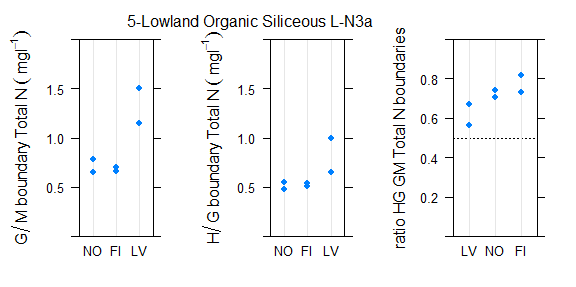 5-Lowland Organic Siliceous L-N3a
G/M boundary Total N ( mgl⁻¹)
1.5
1.0
0.5
NO FI LV
H/G boundary Total N ( mgl⁻¹)
1.5
1.0
0.5
NO FI LV
ratio HG GM Total N boundaries
0.8
0.6
0.4
0.2
LV NO FI